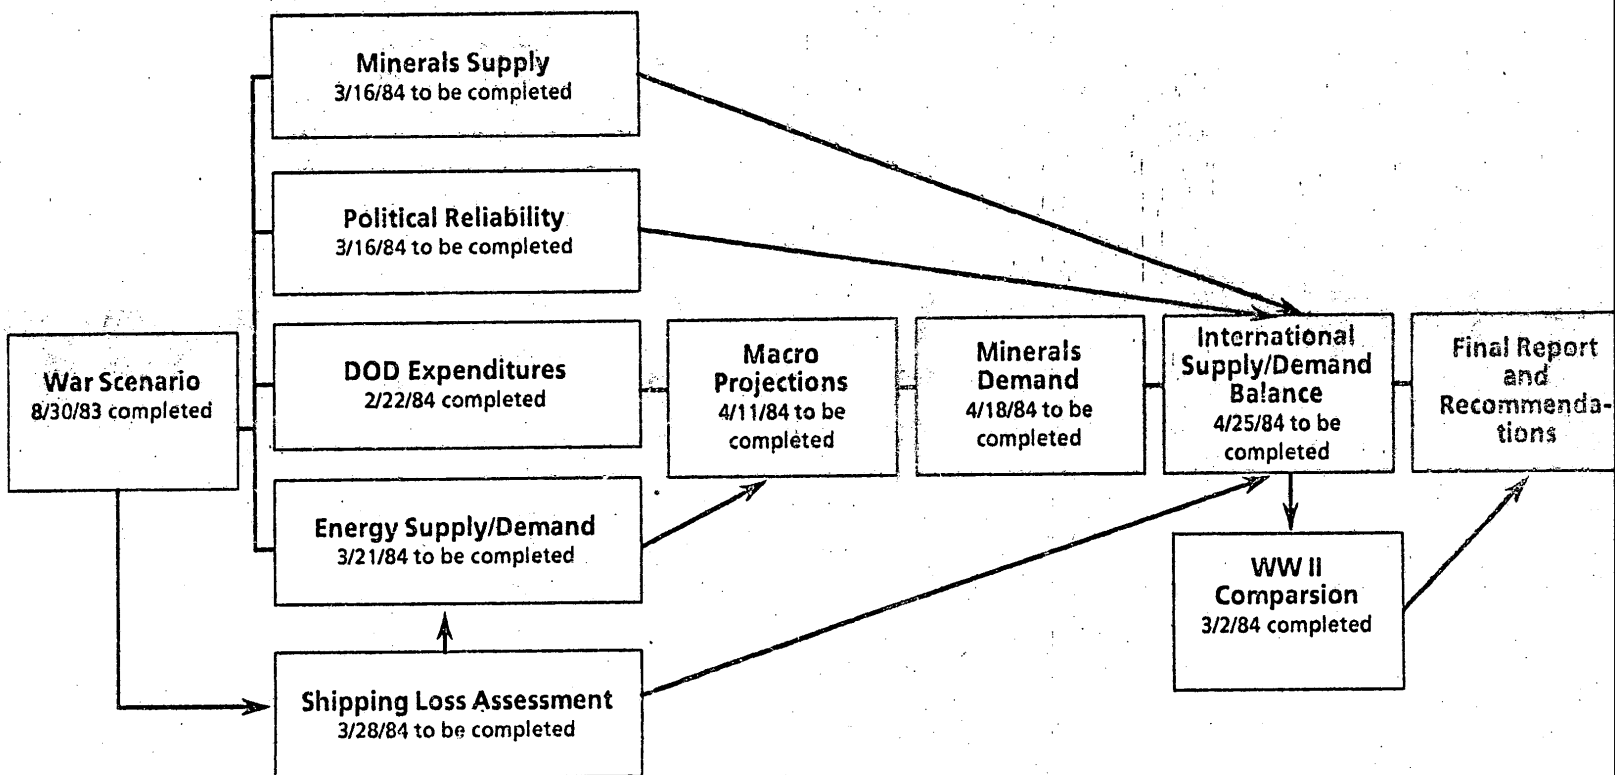 Minerals Supply
3/16/84 to be completed
Political Reliability
3/16/84 to be completed
War Scenario
8/30/83 completed
DOD Expenditures
2/22/84 completed
Macro
Projections
4/11/84 to be
completed
Minerals
Demand
4/18/84 to be
completed
International
Supply/Demand
Balance
4/25/84 to be
completed
Final Report
and
Recommenda-
tions
Energy Supply/Demand
3/21/84 to be completed
WW II
Comparsion
3/2/84 completed
Shipping Loss Assessment
3/28/84 to be completed